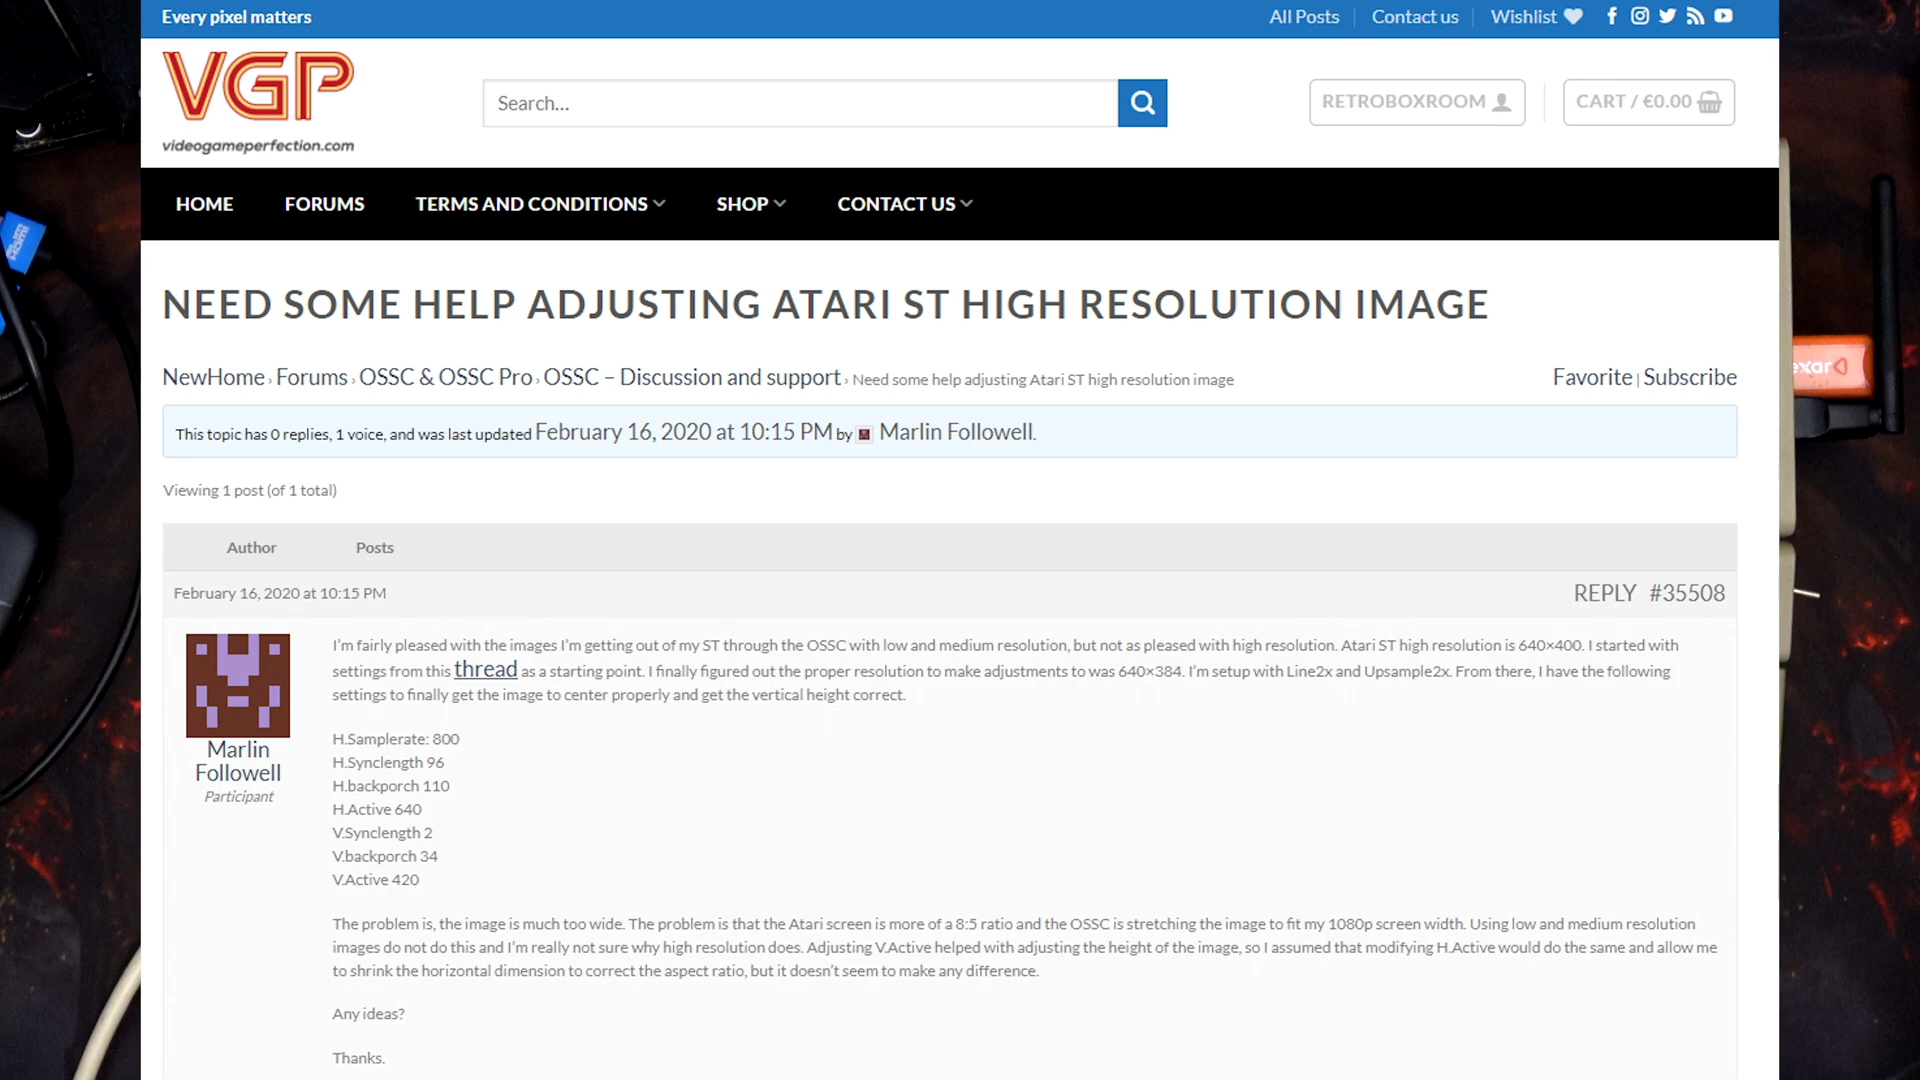 Every pixel matters
All Posts
Contact us
Wishlist
VGP
videogameperfection.com
Search...
RETROBOXROOM
CART / €0.00
HOME
FORUMS
TERMS AND CONDITIONS
SHOP
CONTACT US
NEED SOME HELP ADJUSTING ATARI ST HIGH RESOLUTION IMAGE
NewHome › Forums › OSSC & OSSC Pro › OSSC – Discussion and support › Need some help adjusting Atari ST high resolution image
Favorite | Subscribe
This topic has 0 replies, 1 voice, and was last updated February 16, 2020 at 10:15 PM by Marlin Followell.
Viewing 1 post (of 1 total)
Author
Posts
February 16, 2020 at 10:15 PM
REPLY #35508
Marlin
Followell
Participant
I'm fairly pleased with the images I'm getting out of my ST through the OSSC with low and medium resolution, but not as pleased with high resolution. Atari ST high resolution is 640×400. I started with
settings from this thread as a starting point. I finally figured out the proper resolution to make adjustments to was 640×384. I'm setup with Line2x and Upsample2x. From there, I have the following
settings to finally get the image to center properly and get the vertical height correct.
H.Samplerate: 800
H.Synclength 96
H.backporch 110
H.Active 640
V.Synclength 2
V.backporch 34
V.Active 420
The problem is, the image is much too wide. The problem is that the Atari screen is more of a 8:5 ratio and the OSSC is stretching the image to fit my 1080p screen width. Using low and medium resolution
images do not do this and I'm really not sure why high resolution does. Adjusting V.Active helped with adjusting the height of the image, so I assumed that modifying H.Active would do the same and allow me
to shrink the horizontal dimension to correct the aspect ratio, but it doesn't seem to make any difference.
Any ideas?
Thanks.